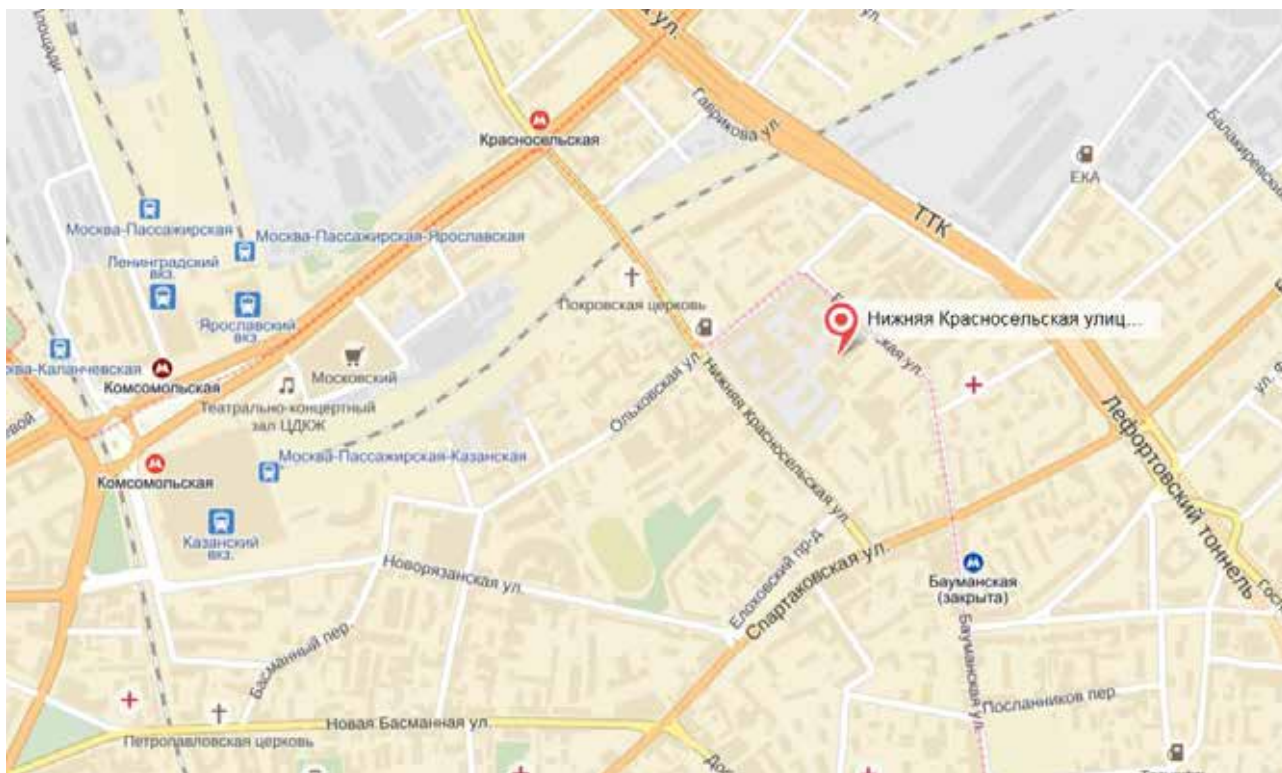 ул.
Гаврикова ул.
Красносельская
ЕКА
ТТК
Москва-Пассажирская
Москва-Пассажирская-Ярославская
Ленинградский
вкз.
Покровская церковь
Нижняя Красносельская улиц...
Ярославский
вкз.
Комсомольская
Московский
Театрально-концертный
зал ЦДКЖ
Ольховская ул.
Нижняя Красносельская ул.
Лефортовский тоннель
Москва-Пассажирская-Казанская
Комсомольская
Казанский
вкз.
Новорязанская ул.
Елоховский пр-д
Спартаковская ул.
Бауманская
(закрыта)
Бауманская ул.
Басманный пер.
Посланников пер
Новая Басманная ул.
Петропавловская церковь